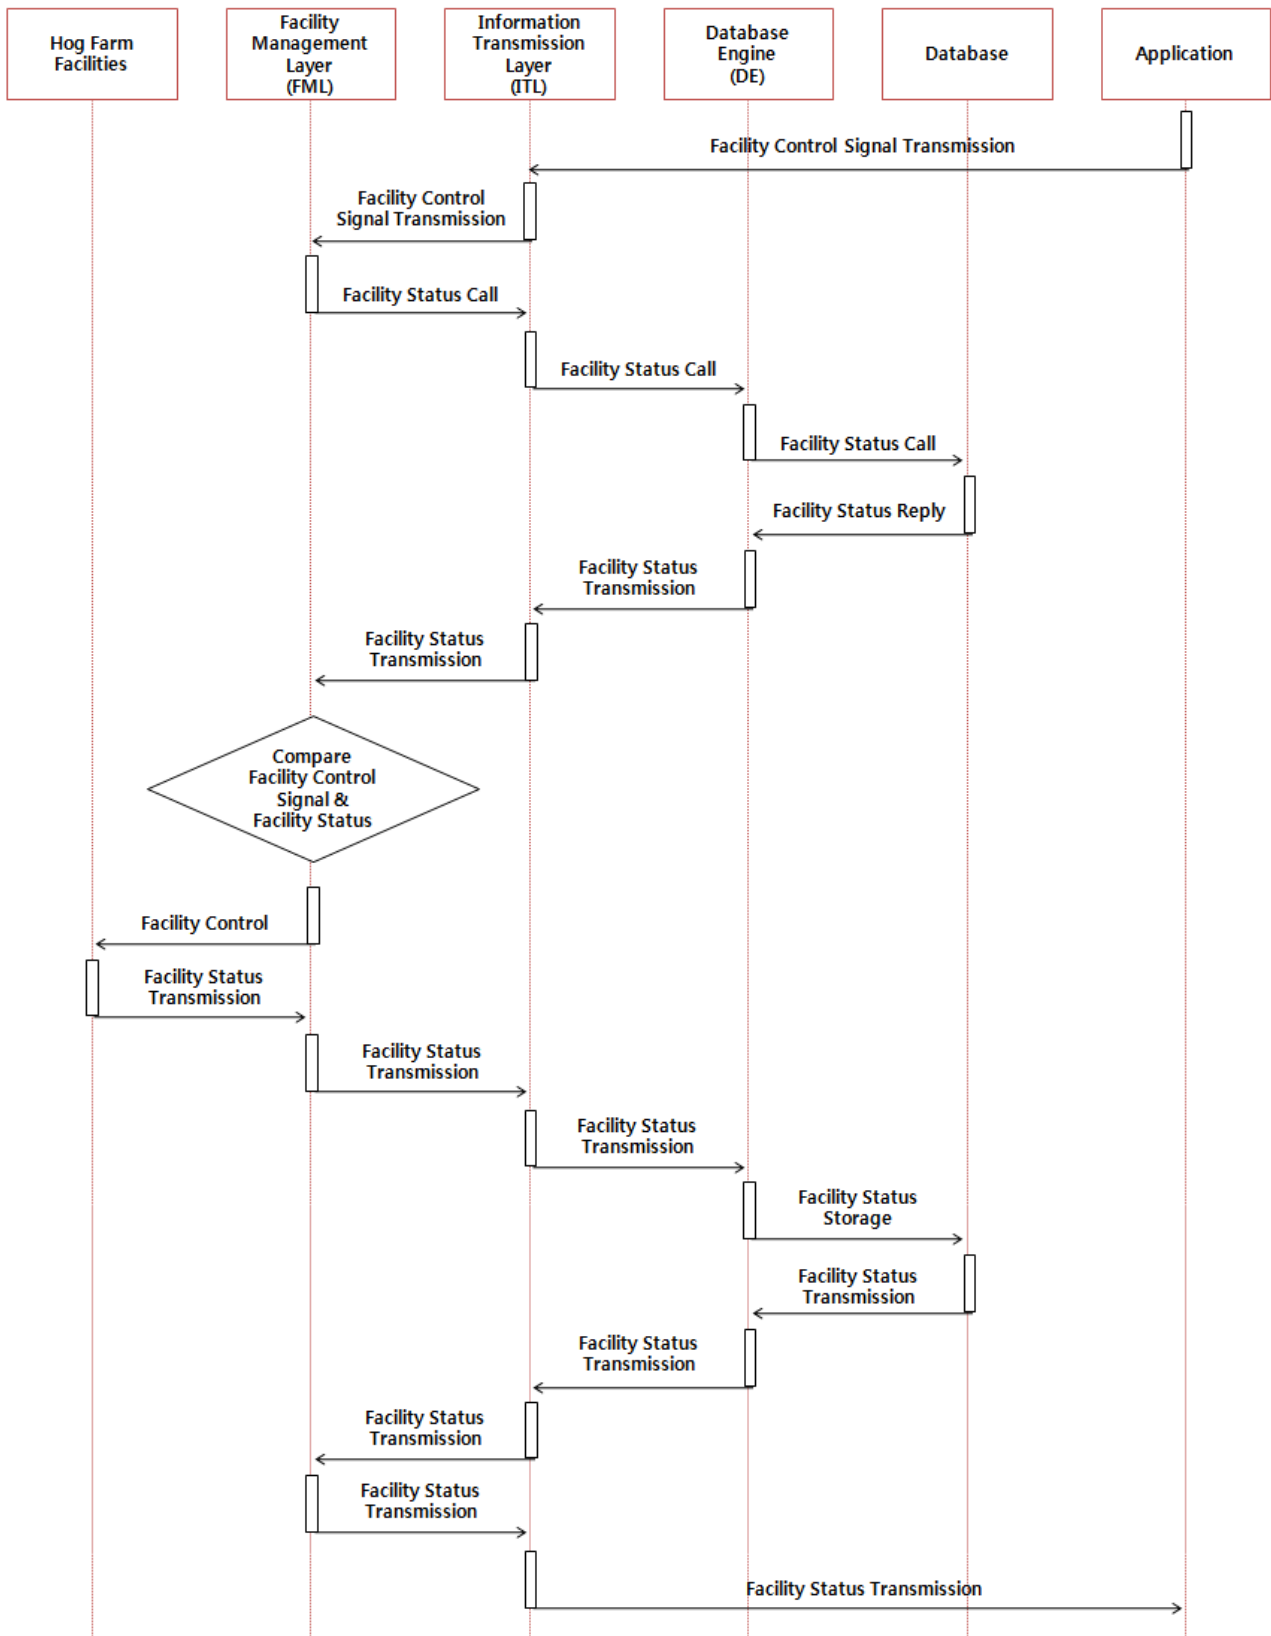 Hog Farm
Facilities
Facility
Management
Layer
(FML)
Information
Transmission
Layer
(ITL)
Database
Engine
(DE)
Database
Application
Facility Control Signal Transmission
Facility Control
Signal Transmission
Facility Status Call
Facility Status Call
Facility Status Call
Facility Status Reply
Facility Status
Transmission
Facility Status
Transmission
Compare
Facility Control
Signal &
Facility Status
Facility Control
Facility Status
Transmission
Facility Status
Transmission
Facility Status
Transmission
Facility Status
Storage
Facility Status
Transmission
Facility Status
Transmission
Facility Status
Transmission
Facility Status
Transmission
Facility Status Transmission